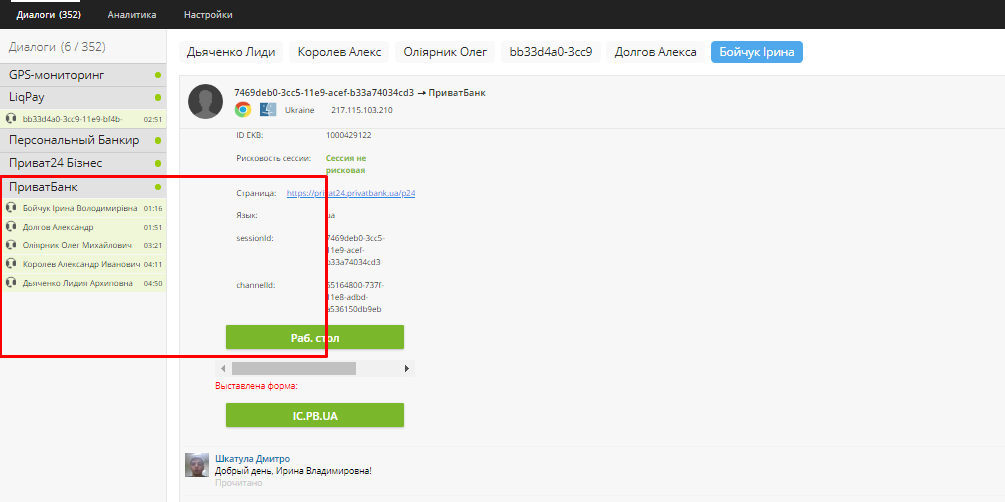 Диалоги (352) Аналитика Настройки
Диалоги (6 / 352)
GPS-мониторинг
LiqPay
bb33d4a0-3cc9-11e9-bf4b- 02:51
Персональный Банкир
Приват24 Бізнес
ПриватБанк
Бойчук Ірина Володимирівна 01:16
Долгов Александр 01:51
Оліярник Олег Михайлович 03:21
Королев Александр Иванович 04:11
Дьяченко Лидия Архиповна 04:50
Дьяченко Лиди Королев Алекс Оліярник Олег bb33d4a0-3cc9 Долгов Алекса Бойчук Ірина
7469deb0-3cc5-11e9-acef-b33a74034cd3 → ПриватБанк
Ukraine 217.115.103.210
ID EKB: 1000429122
Рисковость сессии: Сессия не
рисковая
Страница: https://privat24.privatbank.ua/p24
Язык: ua
sessionId: 7469deb0-3cc5-
11e9-acef-
b33a74034cd3
channelId: 65164800-737f-
11e8-adbd-
a536150db9eb
Раб. стол
Выставлена форма:
IC.PB.UA
Шкатула Дмитро
Добрый день, Ирина Владимировна!
Прочитано